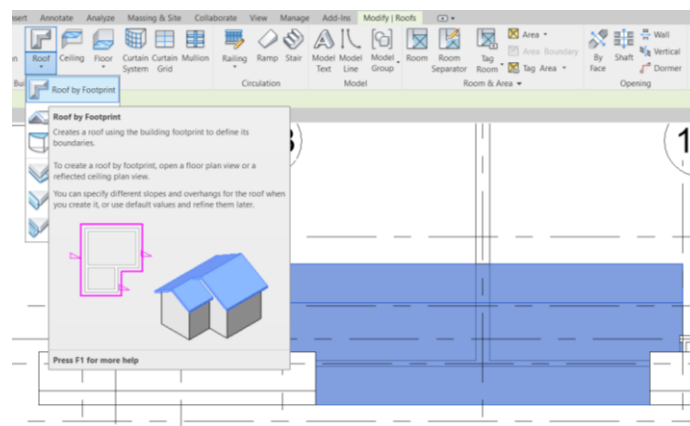 nsert Annotate Analyze Massing & Site Collaborate View Manage Add-Ins Modify | Roofs
Roof Ceiling Floor Curtain System Curtain Grid Mullion Railing Ramp Stair Model Text Model Line Model Group Room Room Separator Tag Room By Face Shaft
Area
Area Boundary
Tag Area
Wall
Vertical
Dormer
Bui Circulation Model Room & Area Opening
Roof by Footprint
Roof by Footprint
Creates a roof using the building footprint to define its
boundaries.
To create a roof by footprint, open a floor plan view or a
reflected ceiling plan view.
You can specify different slopes and overhangs for the roof when
you create it, or use default values and refine them later.
Press F1 for more help
1